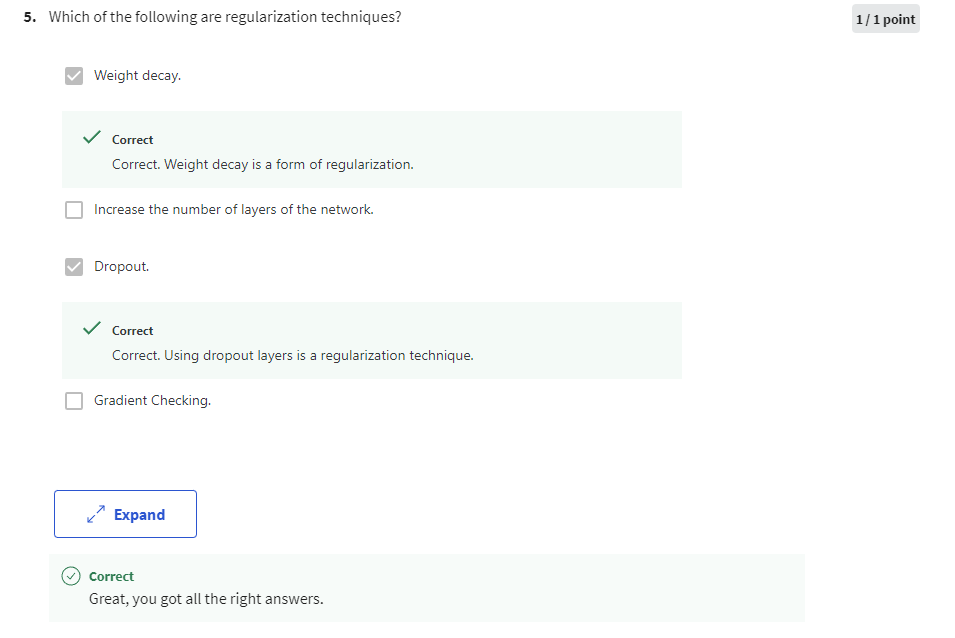 5. Which of the following are regularization techniques?
1 / 1 point
Weight decay.
Correct
Correct. Weight decay is a form of regularization.
Increase the number of layers of the network.
Dropout.
Correct
Correct. Using dropout layers is a regularization technique.
Gradient Checking.
Expand
Correct
Great, you got all the right answers.